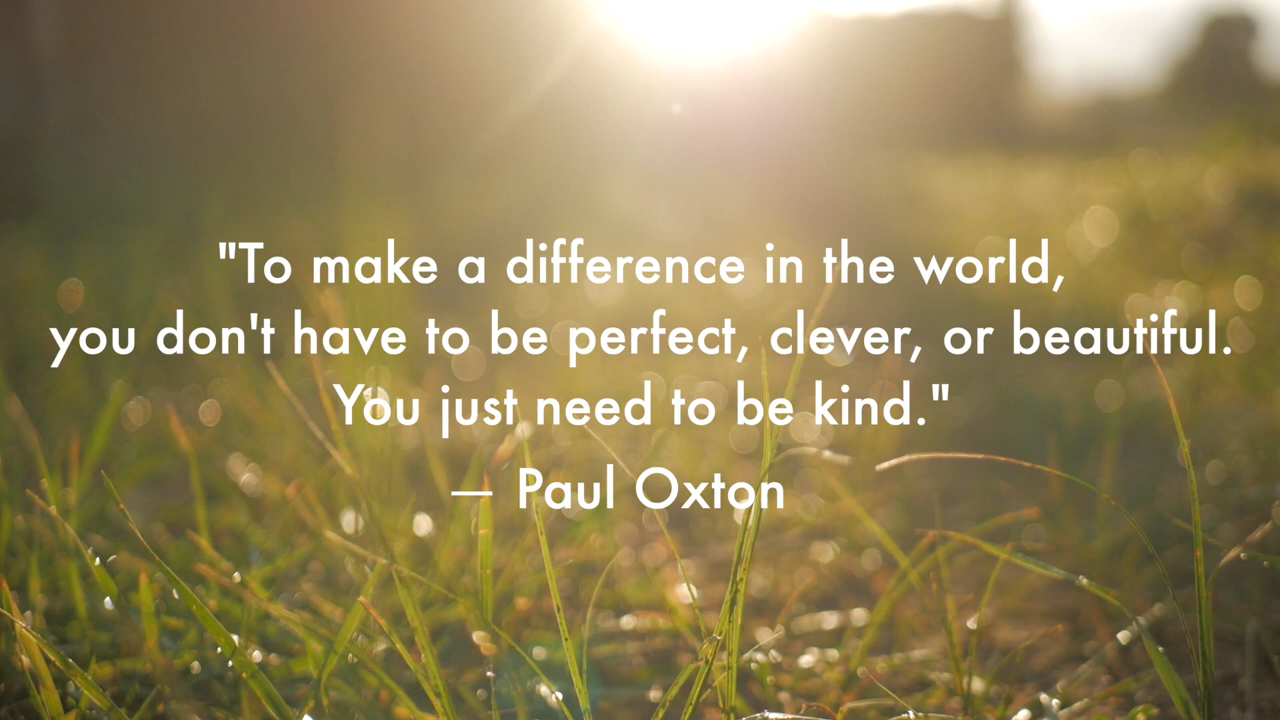 "To make a difference in the world,
you don't have to be perfect, clever, or beautiful.
You just need to be kind."
— Paul Oxton